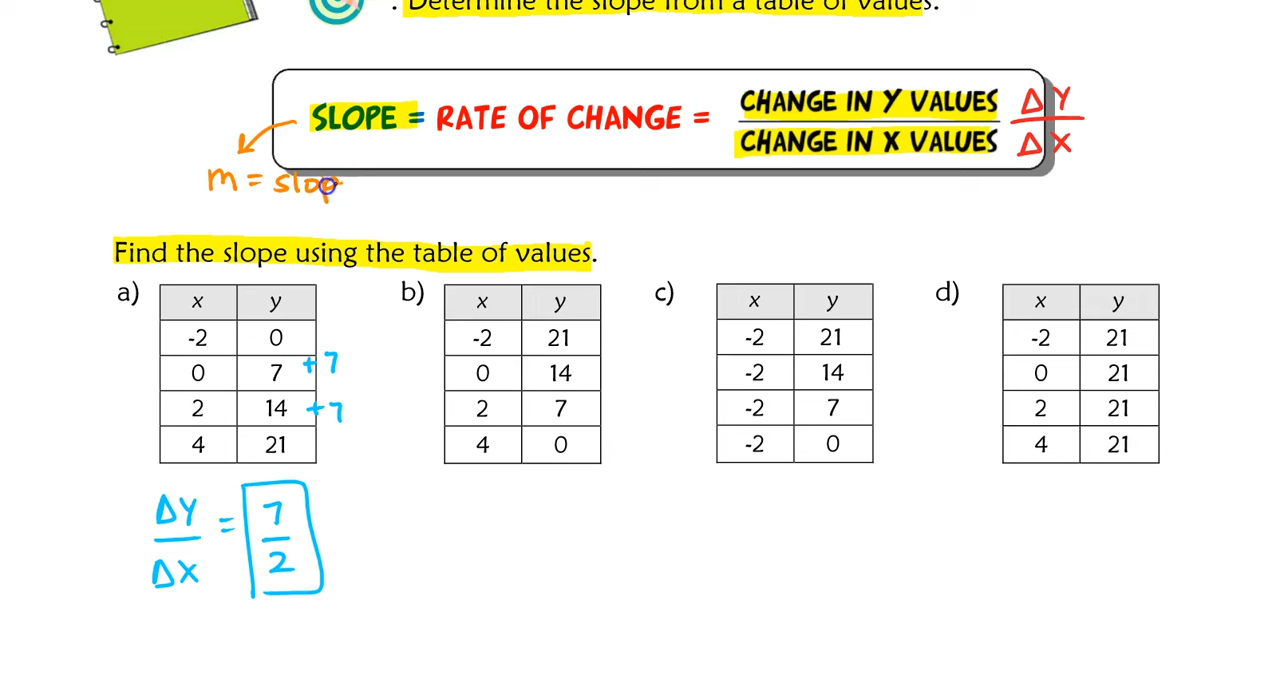 . Determine the slope from a table of values.
SLOPE = RATE OF CHANGE = CHANGE IN Y VALUES ΔY
CHANGE IN X VALUES ΔX
m = slop
Find the slope using the table of values.
a) x y b) x y c) x y d) x y
-2 0 -2 21 -2 21 -2 21
0 7 +7 0 14 -2 14 0 21
2 14 +7 2 7 -2 7 2 21
4 21 4 0 -2 0 4 21
ΔY = 7
ΔX 2